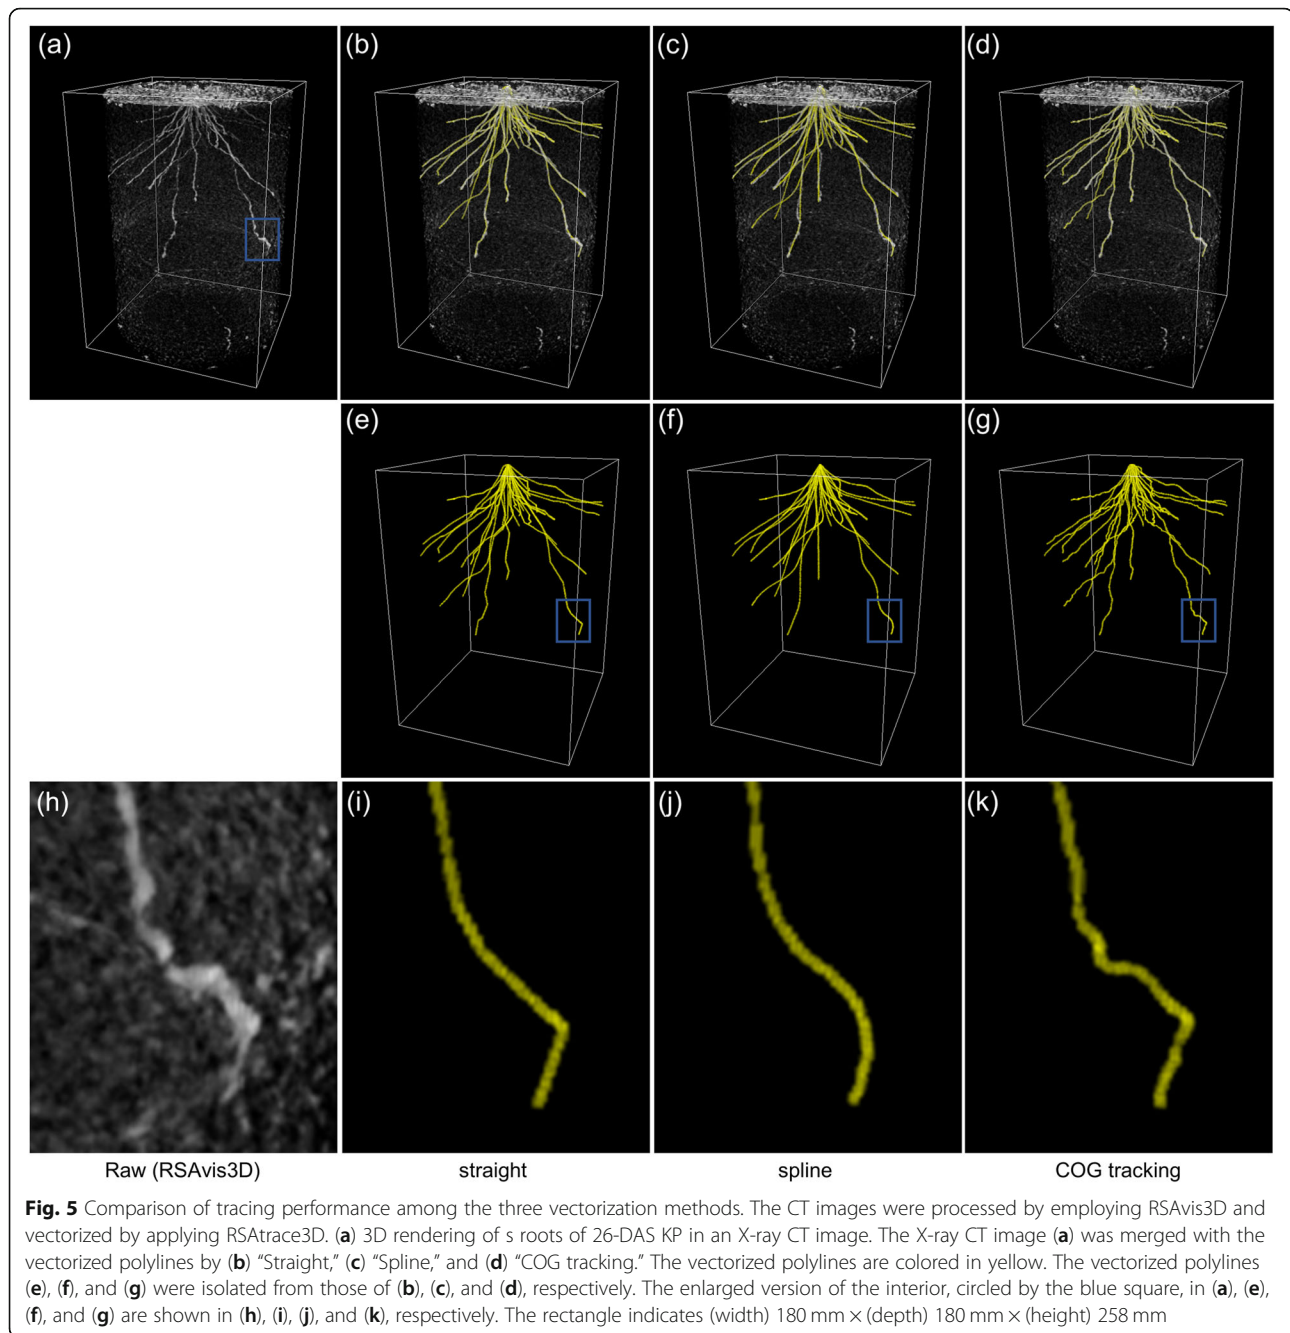 (a)
(b)
(c)
(d)
(e)
(f)
(g)
(h)
(i)
(j)
(k)
Raw (RSAvis3D)
straight
spline
COG tracking
Fig. 5 Comparison of tracing performance among the three vectorization methods. The CT images were processed by employing RSAvis3D and
vectorized by applying RSAtrace3D. (a) 3D rendering of s roots of 26-DAS KP in an X-ray CT image. The X-ray CT image (a) was merged with the
vectorized polylines by (b) “Straight,” (c) “Spline,” and (d) “COG tracking.” The vectorized polylines are colored in yellow. The vectorized polylines
(e), (f), and (g) were isolated from those of (b), (c), and (d), respectively. The enlarged version of the interior, circled by the blue square, in (a), (e),
(f), and (g) are shown in (h), (i), (j), and (k), respectively. The rectangle indicates (width) 180 mm × (depth) 180 mm × (height) 258 mm